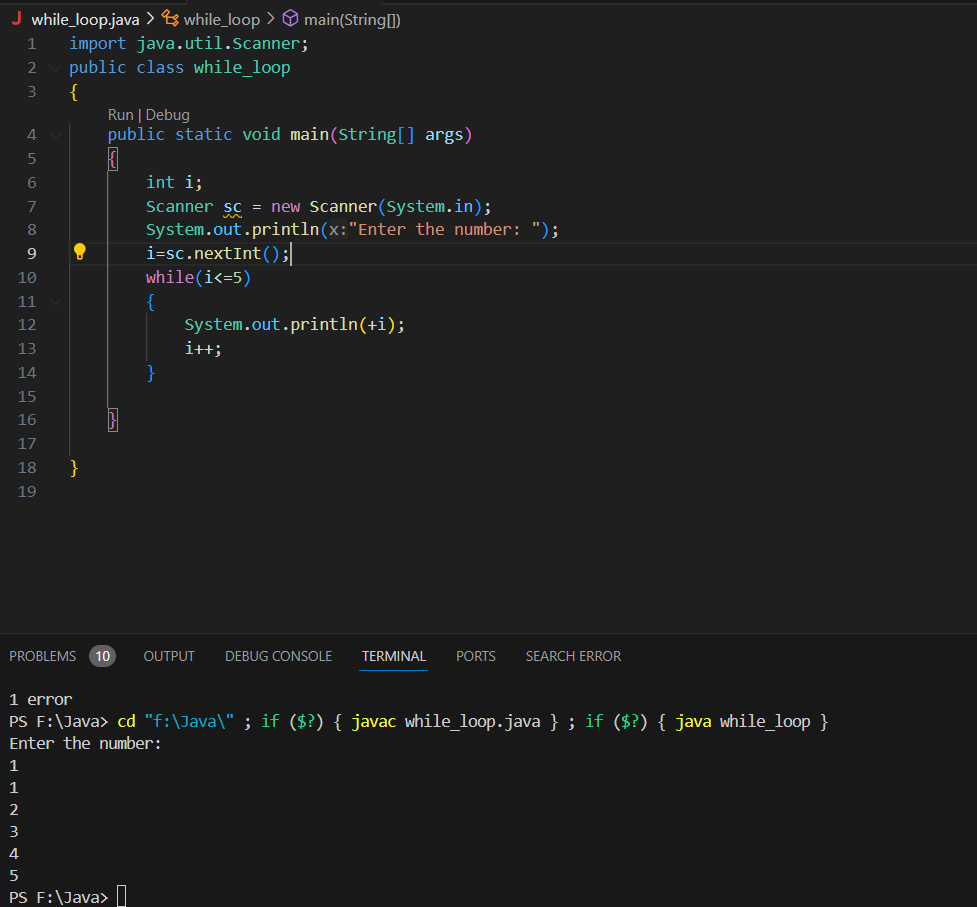 J while_loop.java > while_loop > main(String[])
1 import java.util.Scanner;
2 public class while_loop
3 {
Run | Debug
4 public static void main(String[] args)
5 {
6 int i;
7 Scanner sc = new Scanner(System.in);
8 System.out.println(x:"Enter the number: ");
9 i=sc.nextInt();
10 while(i<=5)
11 {
12 System.out.println(+i);
13 i++;
14 }
15
16 }
17
18 }
19
PROBLEMS 10 OUTPUT DEBUG CONSOLE TERMINAL PORTS SEARCH ERROR
1 error
PS F:\Java> cd "f:\Java\" ; if ($?) { javac while_loop.java } ; if ($?) { java while_loop }
Enter the number:
1
1
2
3
4
5
PS F:\Java>